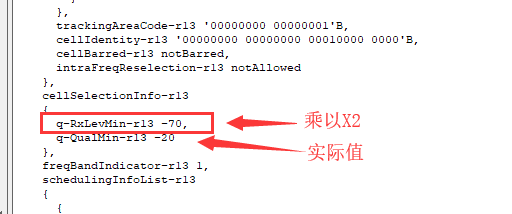 },
trackingAreaCode-r13 '00000000 00000001'B,
cellIdentity-r13 '00000000 00000000 00010000 0000'B,
cellBarred-r13 notBarred,
intraFreqReselection-r13 notAllowed
},
cellSelectionInfo-r13
{
q-RxLevMin-r13 -70,
乘以X2
q-QualMin-r13 -20
实际值
},
freqBandIndicator-r13 1,
schedulingInfoList-r13
{
{